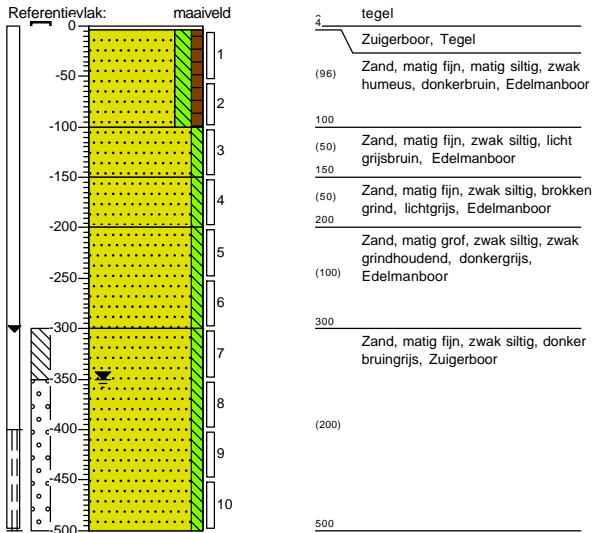 Referentievlak: maaiveld
tegel
0
4
Zuigerboor, Tegel
1
-50
(96)
Zand, matig fijn, matig siltig, zwak
humeus, donkerbruin, Edelmanboor
2
-100
100
3
(50)
Zand, matig fijn, zwak siltig, licht
grijsbruin, Edelmanboor
-150
150
4
(50)
Zand, matig fijn, zwak siltig, brokken
grind, lichtgrijs, Edelmanboor
-200
200
5
Zand, matig grof, zwak siltig, zwak
grindhoudend, donkergrijs,
Edelmanboor
-250
(100)
6
-300
300
7
Zand, matig fijn, zwak siltig, donker
bruingrijs, Zuigerboor
-350
8
-400
(200)
9
-450
10
-500
500